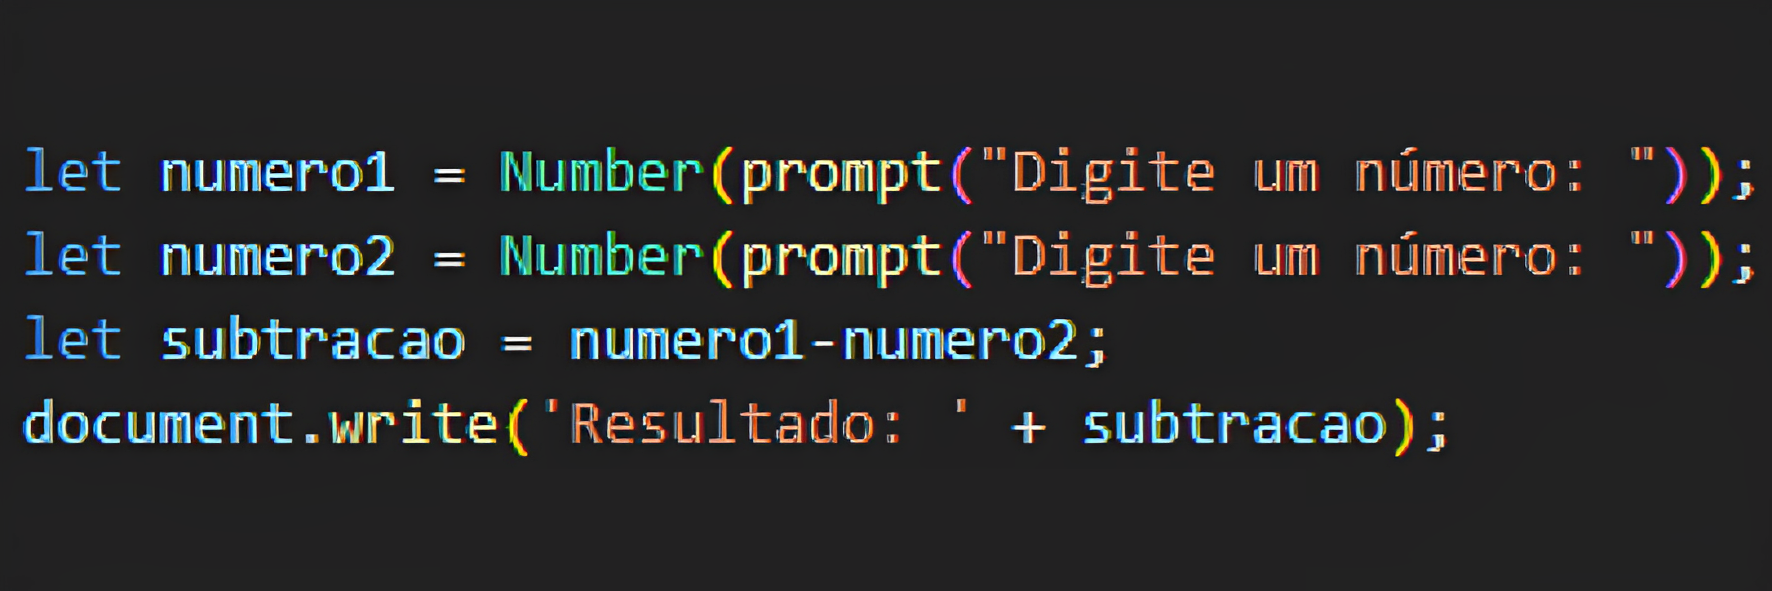 let numero1 = Number(prompt("Digite um número: "));
let numero2 = Number(prompt("Digite um número: "));
let subtracao = numero1-numero2;
document.write('Resultado: ' + subtracao);